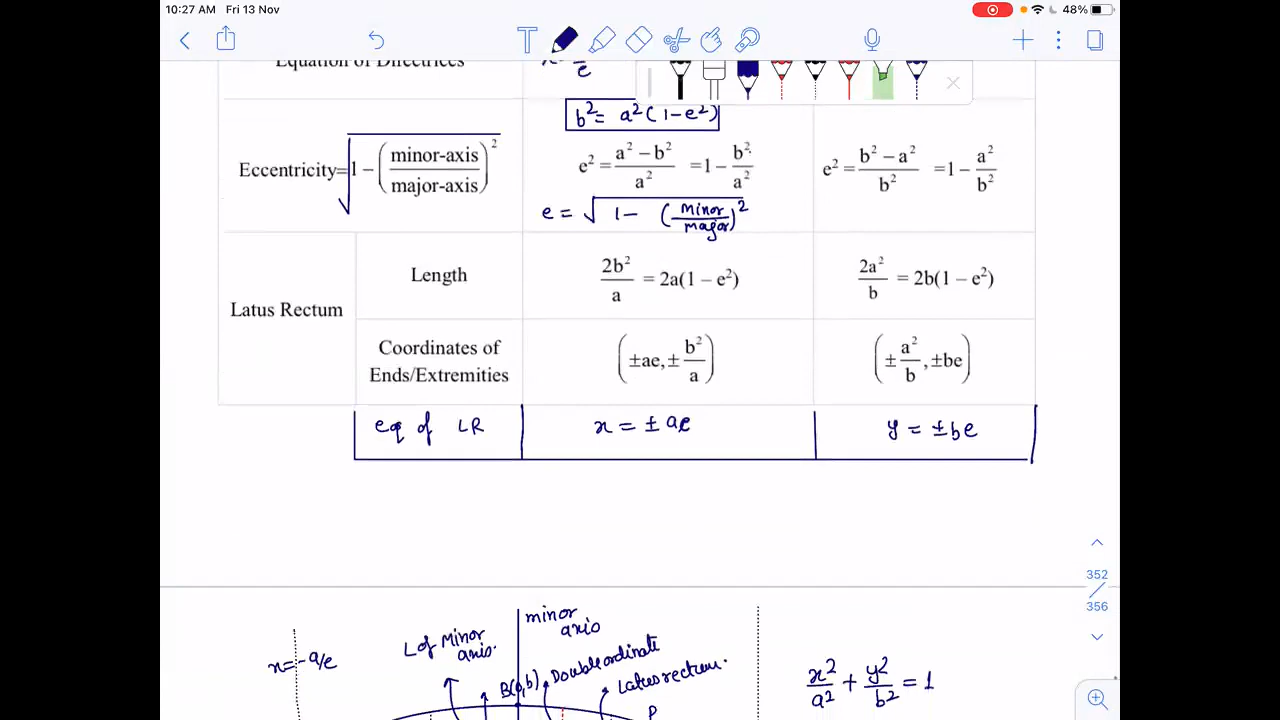 10:27 AM Fri 13 Nov 48%
Equation of Directrices
e
b² = a²(1-e²)
Eccentricity=√1 - (minor-axis/major-axis)²
e² = (a² - b²)/a² = 1 - b²/a²
e² = (b² - a²)/b² = 1 - a²/b²
e = √1 - (minor/major)²
Latus Rectum
Length
2b²/a = 2a(1 - e²)
2a²/b = 2b(1 - e²)
Coordinates of
Ends/Extremities
(±ae, ± b²/a)
(± a²/b, ±be)
eq of LR
x = ± ae
y = ±be
352
/
356
minor
axis
x=-a/e
L of Minor
axis.
B(0,b)
Double ordinate
Latus rectum.
P
x²/a² + y²/b² = 1